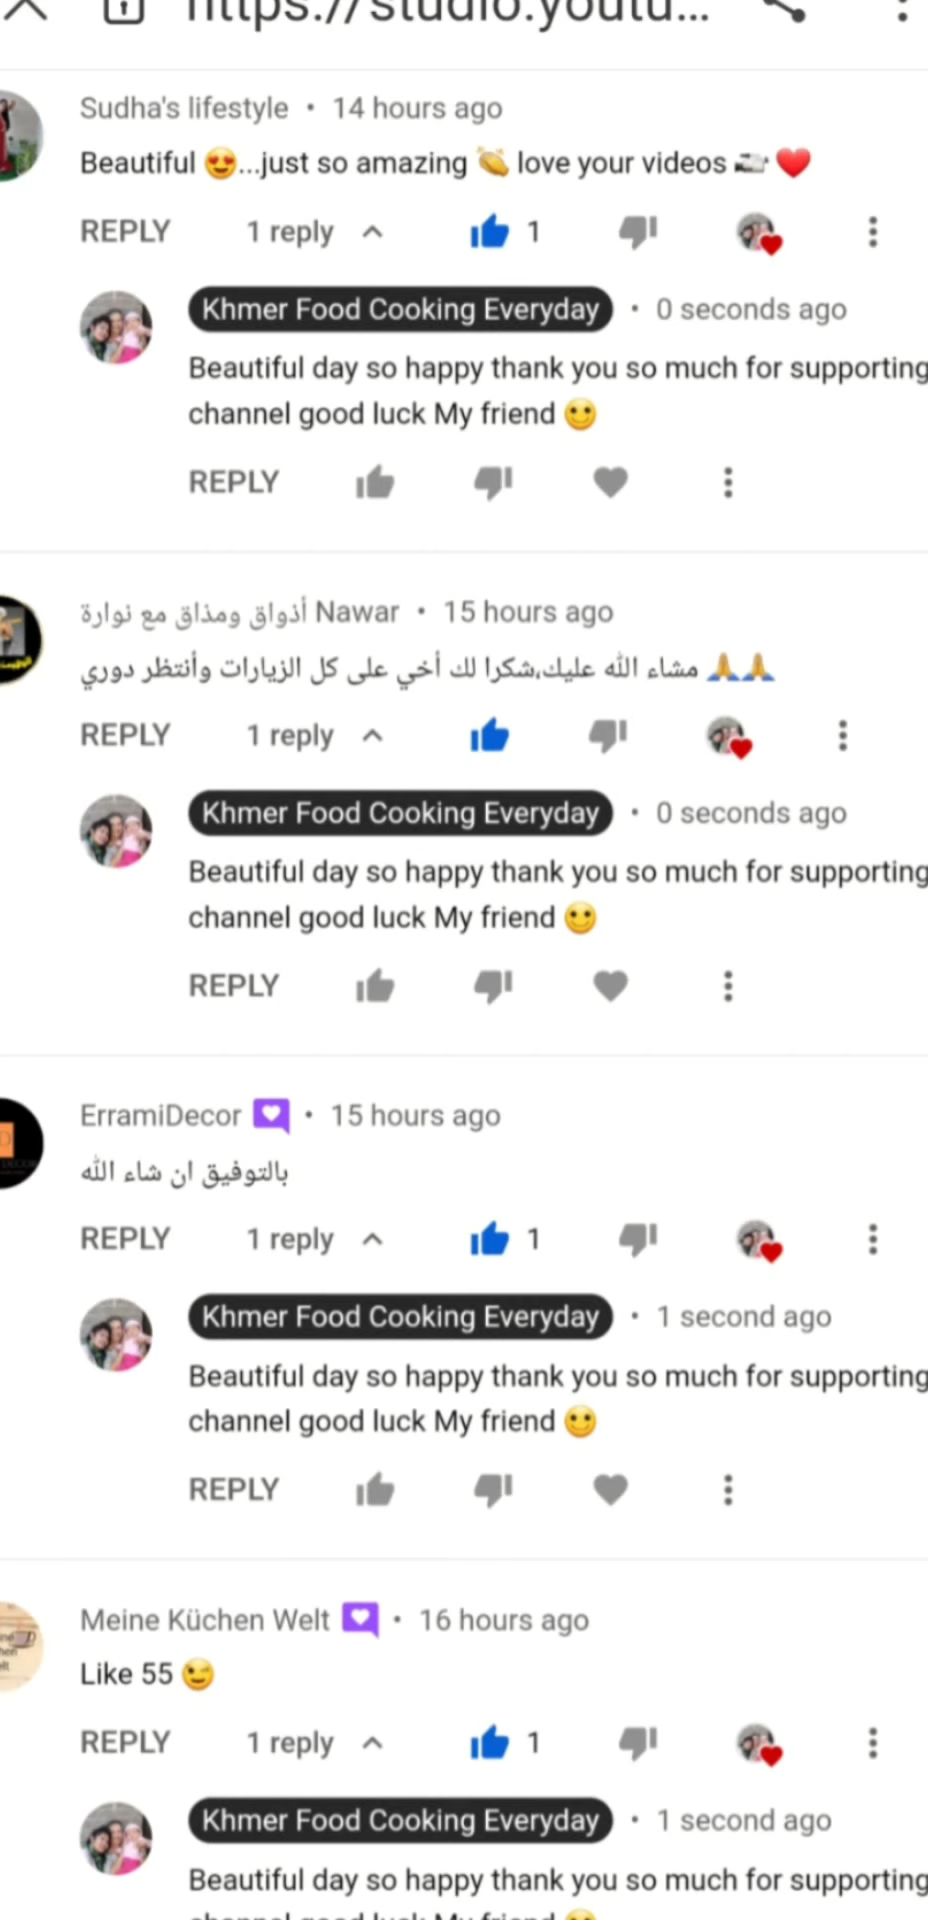 https://studio.youtu...
Sudha's lifestyle • 14 hours ago
Beautiful 😍...just so amazing 👏 love your videos 📹 ❤️
REPLY 1 reply 1
Khmer Food Cooking Everyday • 0 seconds ago
Beautiful day so happy thank you so much for supporting
channel good luck My friend 🙂
REPLY
أذواق ومذاق مع نوارة Nawar • 15 hours ago
مشاء الله عليك،شكرا لك أخي على كل الزيارات وأنتظر دوري 🙏🙏
REPLY 1 reply
Khmer Food Cooking Everyday • 0 seconds ago
Beautiful day so happy thank you so much for supporting
channel good luck My friend 🙂
REPLY
ErramiDecor • 15 hours ago
بالتوفيق ان شاء الله
REPLY 1 reply 1
Khmer Food Cooking Everyday • 1 second ago
Beautiful day so happy thank you so much for supporting
channel good luck My friend 🙂
REPLY
Meine Küchen Welt • 16 hours ago
Like 55 😉
REPLY 1 reply 1
Khmer Food Cooking Everyday • 1 second ago
Beautiful day so happy thank you so much for supporting
channel good luck My friend 🙂